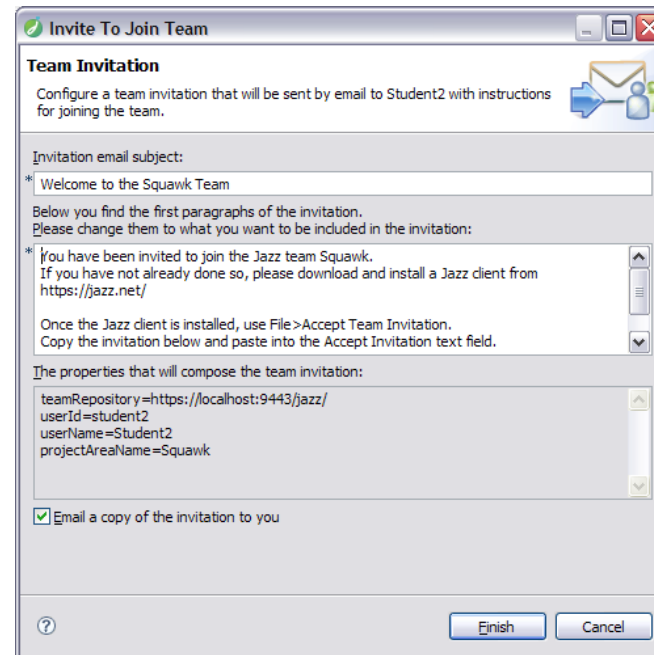 Invite To Join Team
Team Invitation
Configure a team invitation that will be sent by email to Student2 with instructions
for joining the team.
Invitation email subject:
* Welcome to the Squawk Team
Below you find the first paragraphs of the invitation.
Please change them to what you want to be included in the invitation:
* You have been invited to join the Jazz team Squawk.
If you have not already done so, please download and install a Jazz client from
https://jazz.net/
Once the Jazz client is installed, use File>Accept Team Invitation.
Copy the invitation below and paste into the Accept Invitation text field.
The properties that will compose the team invitation:
teamRepository=https://localhost:9443/jazz/
userId=student2
userName=Student2
projectAreaName=Squawk
Email a copy of the invitation to you
? Finish Cancel